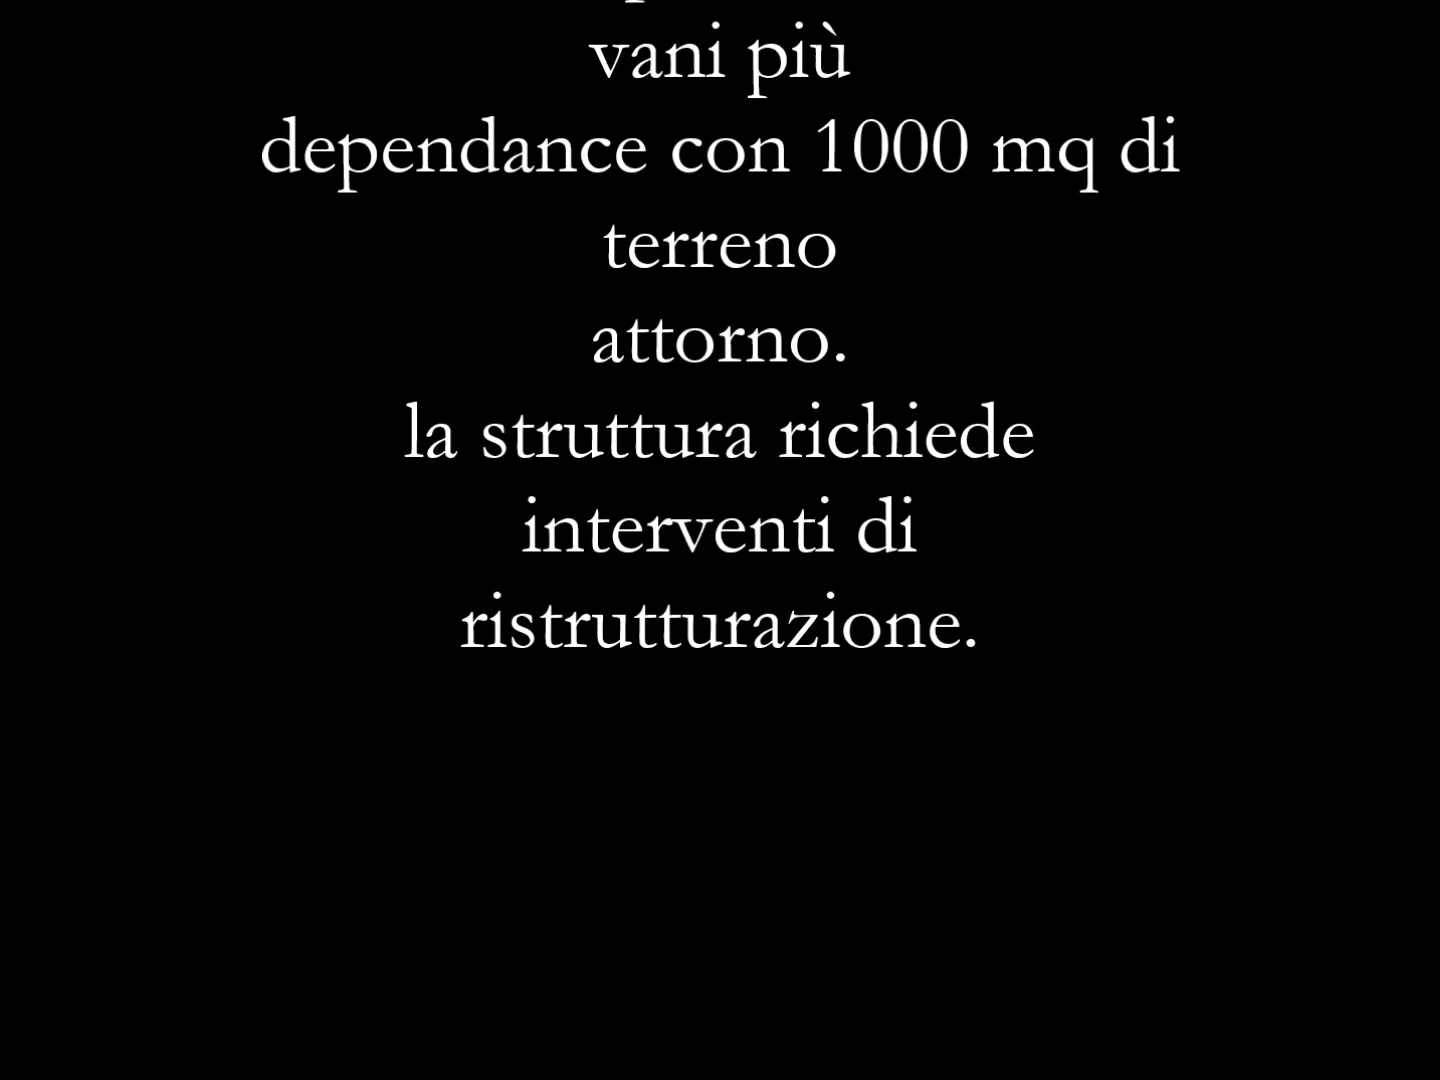 vani più
dependance con 1000 mq di
terreno
attorno.
la struttura richiede
interventi di
ristrutturazione.